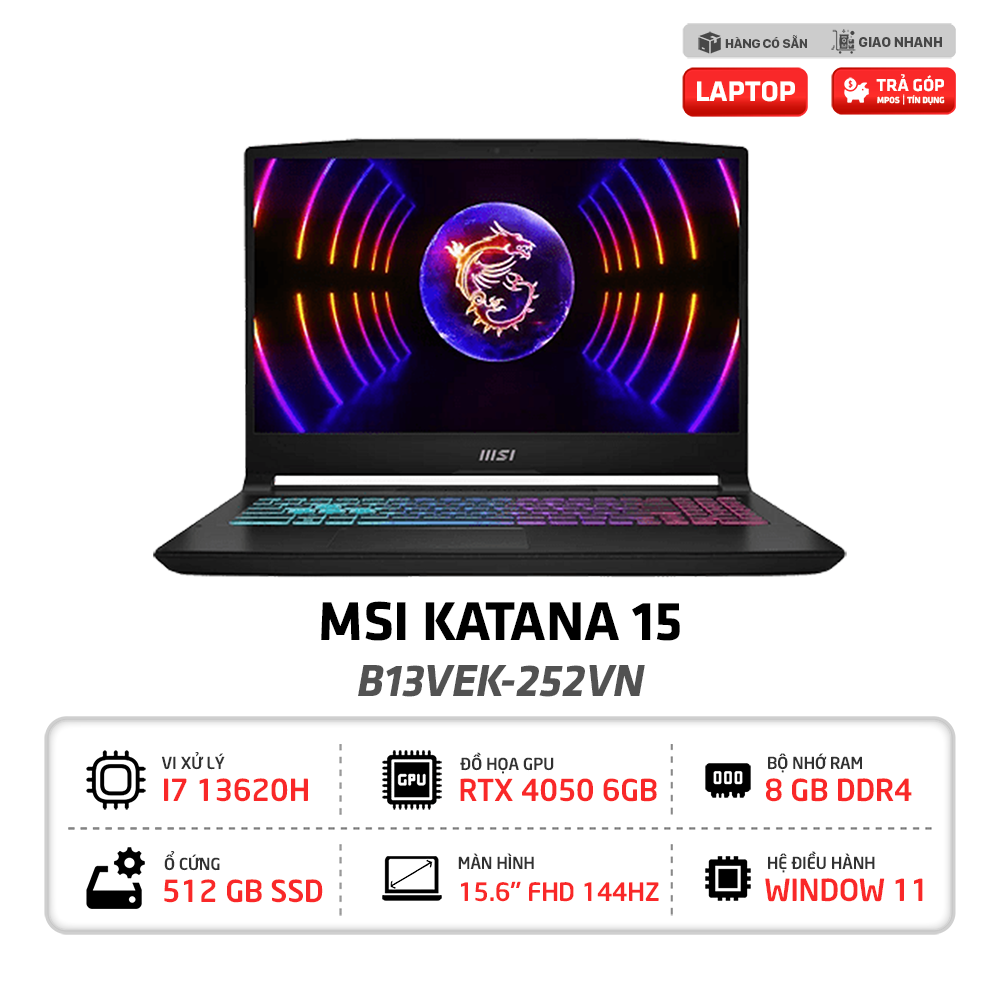 HÀNG CÓ SẴN
GIAO NHANH
LAPTOP
TRẢ GÓP
MPOS | TÍN DỤNG
msi
MSI KATANA 15
B13VEK-252VN
VI XỬ LÝ
I7 13620H
ĐỒ HỌA GPU
GPU
RTX 4050 6GB
BỘ NHỚ RAM
8 GB DDR4
Ổ CỨNG
512 GB SSD
MÀN HÌNH
15.6” FHD 144HZ
HỆ ĐIỀU HÀNH
WINDOW 11